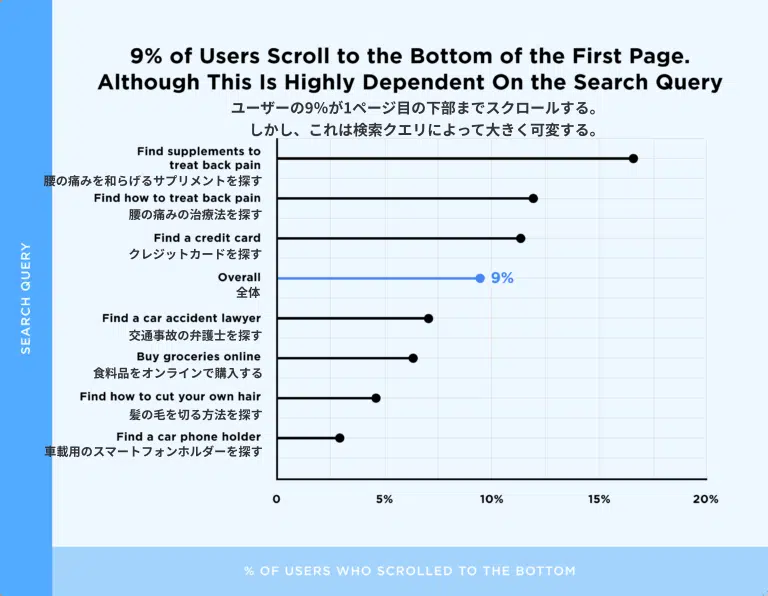 9% of Users Scroll to the Bottom of the First Page.
Although This Is Highly Dependent On the Search Query
ユーザーの9%が1ページ目の下部までスクロールする。
しかし、これは検索クエリによって大きく可変する。
SEARCH QUERY
Find supplements to
treat back pain
腰の痛みを和らげるサプリメントを探す
Find how to treat back pain
腰の痛みの治療法を探す
Find a credit card
クレジットカードを探す
Overall
全体
9%
Find a car accident lawyer
交通事故の弁護士を探す
Buy groceries online
食料品をオンラインで購入する
Find how to cut your own hair
髪の毛を切る方法を探す
Find a car phone holder
車載用のスマートフォンホルダーを探す
0 5% 10% 15% 20%
% OF USERS WHO SCROLLED TO THE BOTTOM